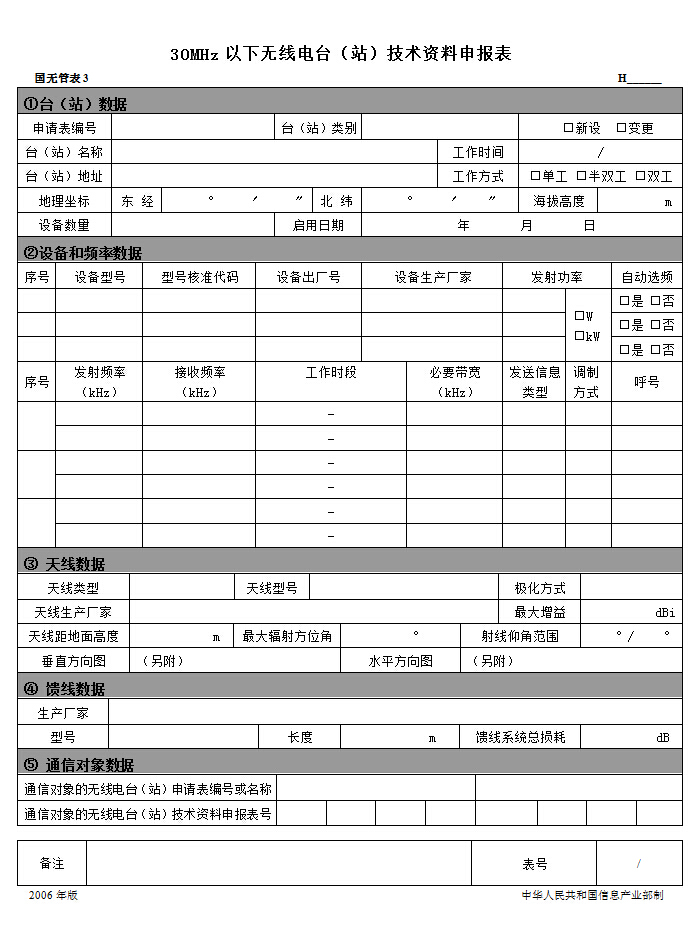 30MHz 以下无线电台（站）技术资料申报表
国无管表 3 H______
①台（站）数据
申请表编号 台（站）类别 □新设 □变更
台（站）名称 工作时间 /
台（站）地址 工作方式 □单工 □半双工 □双工
地理坐标 东 经 ° ′ ″ 北 纬 ° ′ ″ 海拔高度 m
设备数量 启用日期 年 月 日
②设备和频率数据
序号 设备型号 型号核准代码 设备出厂号 设备生产厂家 发射功率 自动选频
□是 □否
□W
□是 □否
□kW
□是 □否
序号 发射频率 接收频率 工作时段 必要带宽 发送信息 调制 呼号
（kHz） （kHz） （kHz） 类型 方式
–
–
–
–
–
–
③ 天线数据
天线类型 天线型号 极化方式
天线生产厂家 最大增益 dBi
天线距地面高度 m 最大辐射方位角 ° 射线仰角范围 ° / °
垂直方向图 （另附） 水平方向图 （另附）
④ 馈线数据
生产厂家
型号 长度 m 馈线系统总损耗 dB
⑤ 通信对象数据
通信对象的无线电台（站）申请表编号或名称
通信对象的无线电台（站）技术资料申报表号
备注 表号 /
2006 年版 中华人民共和国信息产业部制